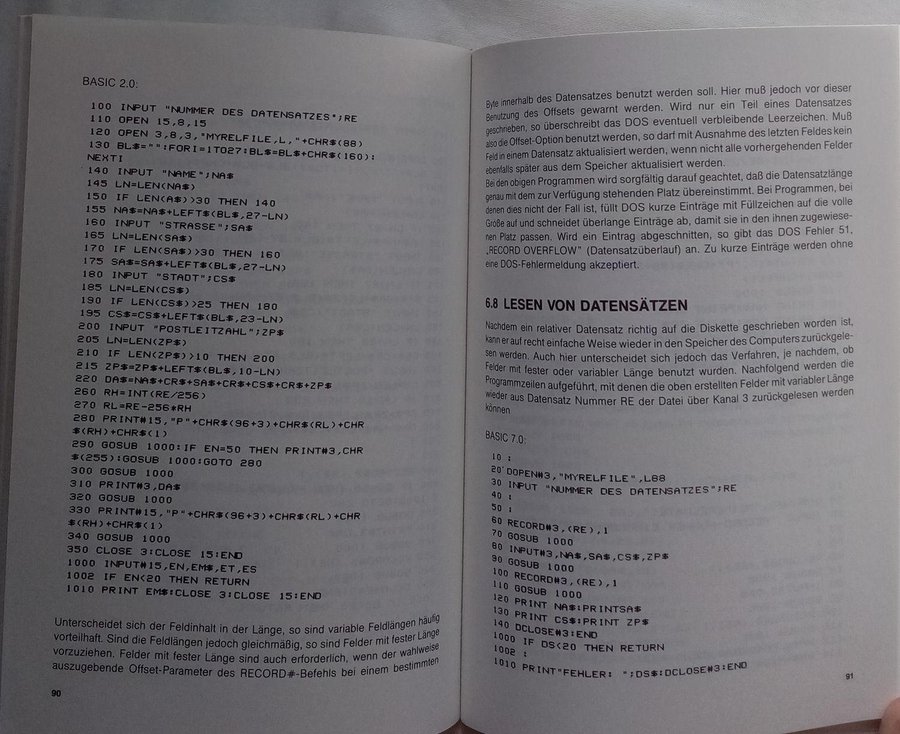 BASIC 2.0:
100 INPUT "NUMMER DES DATENSATZES";RE
110 OPEN 15,8,15
120 OPEN 3,8,3,"MYRELFILE,L,"+CHR$(88)
130 BL$="":FORI=1TO27:BL$=BL$+CHR$(160):
NEXTI
140 INPUT "NAME";NA$
145 LN=LEN(NA$)
150 IF LEN(A$)>30 THEN 140
155 NA$=NA$+LEFT$(BL$,27-LN)
160 INPUT "STRASSE";SA$
165 LN=LEN(SA$)
170 IF LEN(SA$)>30 THEN 160
175 SA$=SA$+LEFT$(BL$,27-LN)
180 INPUT "STADT";CS$
185 LN=LEN(CS$)
190 IF LEN(CS$)>25 THEN 180
195 CS$=CS$+LEFT$(BL$,23-LN)
200 INPUT "POSTLEITZAHL";ZP$
205 LN=LEN(ZP$)
210 IF LEN(ZP$)>10 THEN 200
215 ZP$=ZP$+LEFT$(BL$,10-LN)
220 DA$=NA$+CR$+SA$+CR$+CS$+CR$+ZP$
260 RH=INT(RE/256)
270 RL=RE-256*RH
280 PRINT#15,"P"+CHR$(96+3)+CHR$(RL)+CHR
$(RH)+CHR$(1)
290 GOSUB 1000:IF EN=50 THEN PRINT#3,CHR
$(255):GOSUB 1000:GOTO 280
300 GOSUB 1000
310 PRINT#3,DA$
320 GOSUB 1000
330 PRINT#15,"P"+CHR$(96+3)+CHR$(RL)+CHR
$(RH)+CHR$(1)
340 GOSUB 1000
350 CLOSE 3:CLOSE 15:END
1000 INPUT#15,EN,EM$,ET,ES
1002 IF EN<20 THEN RETURN
1010 PRINT EM$:CLOSE 3:CLOSE 15:END
Unterscheidet sich der Feldinhalt in der Länge, so sind variable Feldlängen häufig
vorteilhaft. Sind die Feldlängen jedoch gleichmäßig, so sind Felder mit fester Länge
vorzuziehen. Felder mit fester Länge sind auch erforderlich, wenn der wahlweise
auszugebende Offset-Parameter des RECORD#-Befehls bei einem bestimmten
90
Byte innerhalb des Datensatzes benutzt werden soll. Hier muß jedoch vor dieser
Benutzung des Offsets gewarnt werden. Wird nur ein Teil eines Datensatzes
geschrieben, so überschreibt das DOS eventuell verbleibende Leerzeichen. Muß
also die Offset-Option benutzt werden, so darf mit Ausnahme des letzten Feldes kein
Feld in einem Datensatz aktualisiert werden, wenn nicht alle vorhergehenden Felder
ebenfalls später aus dem Speicher aktualisiert werden.
Bei den obigen Programmen wird sorgfältig darauf geachtet, daß die Datensatzlänge
genau mit dem zur Verfügung stehenden Platz übereinstimmt. Bei Programmen, bei
denen dies nicht der Fall ist, füllt DOS kurze Einträge mit Füllzeichen auf die volle
Größe auf und schneidet überlange Einträge ab, damit sie in den ihnen zugewiese-
nen Platz passen. Wird ein Eintrag abgeschnitten, so gibt das DOS Fehler 51,
„RECORD OVERFLOW” (Datensatzüberlauf) an. Zu kurze Einträge werden ohne
eine DOS-Fehlermeldung akzeptiert.
6.8 LESEN VON DATENSÄTZEN
Nachdem ein relativer Datensatz richtig auf die Diskette geschrieben worden ist,
kann er auf recht einfache Weise wieder in den Speicher des Computers zurückgele-
sen werden. Auch hier unterscheidet sich jedoch das Verfahren, je nachdem, ob
Felder mit fester oder variabler Länge benutzt wurden. Nachfolgend werden die
Programmzeilen aufgeführt, mit denen die oben erstellten Felder mit variabler Länge
wieder aus Datensatz Nummer RE der Datei über Kanal 3 zurückgelesen werden
können
BASIC 7.0:
10 :
20 DOPEN#3,"MYRELFILE",L88
30 INPUT "NUMMER DES DATENSATZES";RE
40 :
50 :
60 RECORD#3,(RE),1
70 GOSUB 1000
80 INPUT#3,NA$,SA$,CS$,ZP$
90 GOSUB 1000
100 RECORD#3,(RE),1
110 GOSUB 1000
120 PRINT NA$:PRINTSA$
130 PRINT CS$:PRINT ZP$
140 DCLOSE#3:END
1000 IF DS<20 THEN RETURN
1002 :
1010 PRINT"FEHLER: ";DS$:DCLOSE#3:END
91